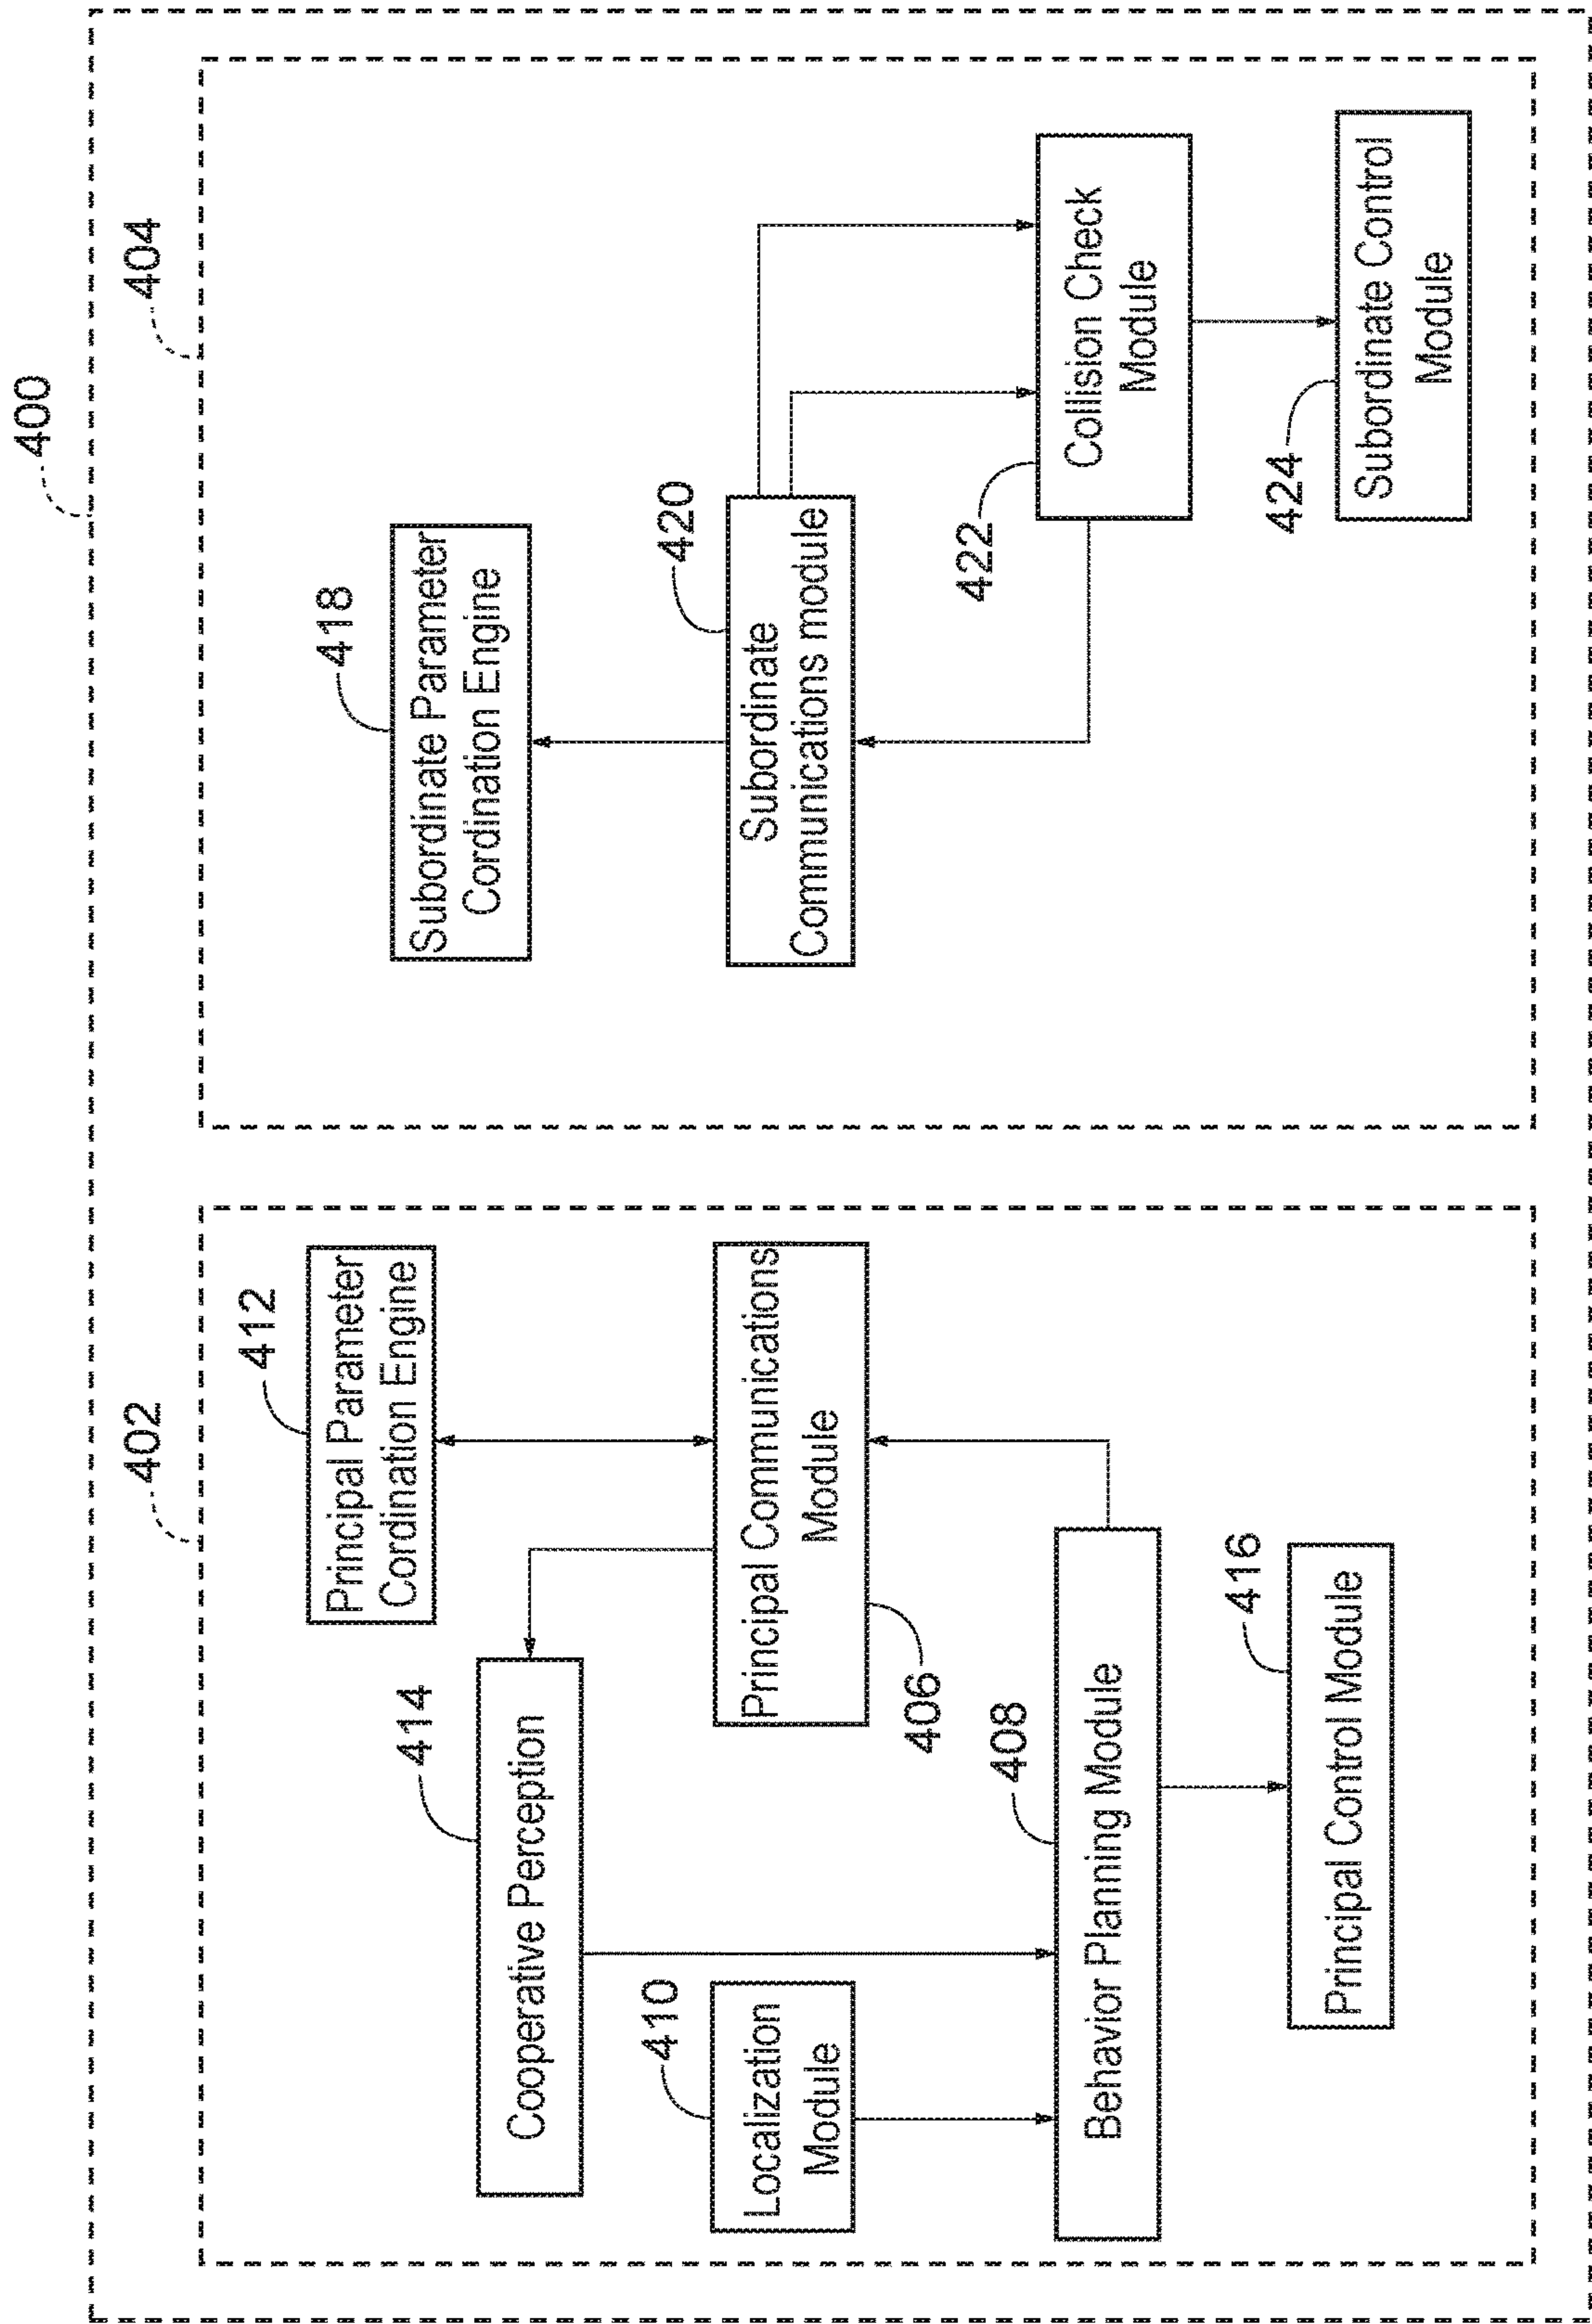 400
402
412
Principal Parameter
Cordination Engine
414
Cooperative Perception
410
Localization
Module
Principal Communications
Module
406
408
Behavior Planning Module
416
Principal Control Module
404
418
Subordinate Parameter
Cordination Engine
420
Subordinate
Communications module
422
Collision Check
Module
424
Subordinate Control
Module